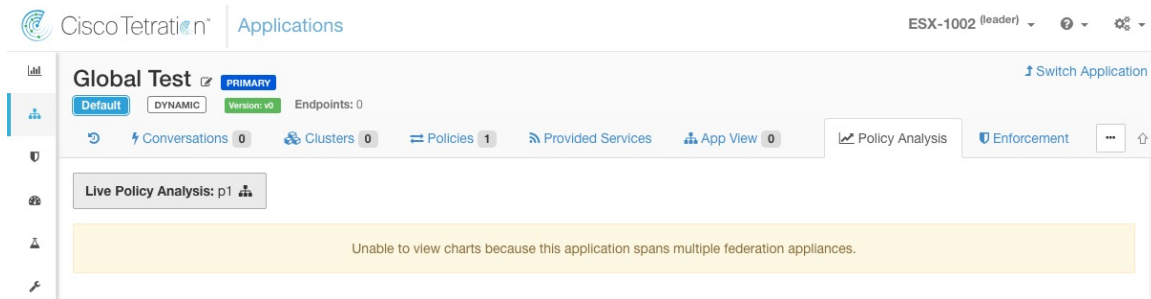 Cisco Tetration™ Applications ESX-1002 (leader)
Global Test PRIMARY Switch Application
Default DYNAMIC Version: v0 Endpoints: 0
Conversations 0 Clusters 0 Policies 1 Provided Services App View 0 Policy Analysis Enforcement ...
Live Policy Analysis: p1
Unable to view charts because this application spans multiple federation appliances.